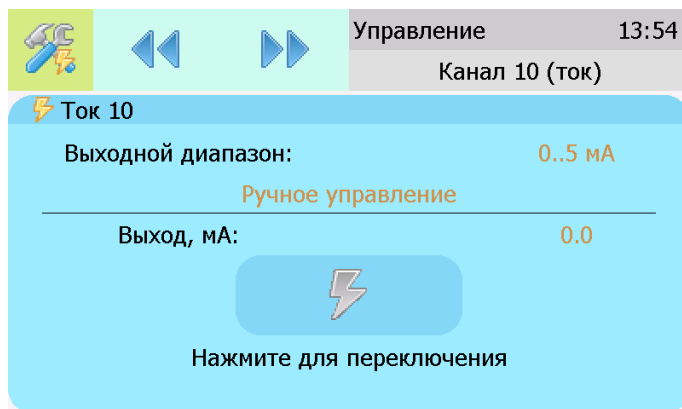 Управление 13:54
Канал 10 (ток)
Ток 10
Выходной диапазон: 0..5 мА
Ручное управление
Выход, мА: 0.0
Нажмите для переключения